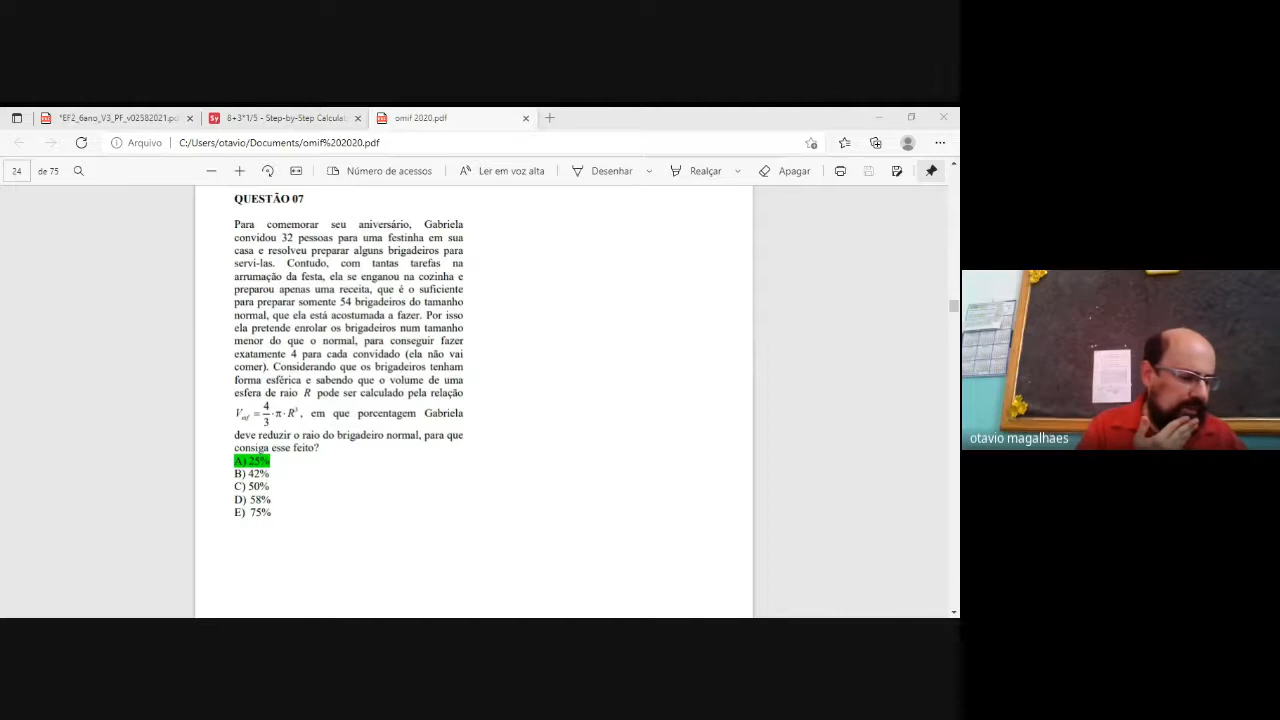 *EF2_6ano_V3_PF_v02582021.pd
8+3*1/5 - Step-by-Step Calculat
omif 2020.pdf
Arquivo
C:/Users/otavio/Documents/omif%202020.pdf
24
de 75
Número de acessos
Ler em voz alta
Desenhar
Realçar
Apagar
QUESTÃO 07
Para comemorar seu aniversário, Gabriela
convidou 32 pessoas para uma festinha em sua
casa e resolveu preparar alguns brigadeiros para
servi-las. Contudo, com tantas tarefas na
arrumação da festa, ela se enganou na cozinha e
preparou apenas uma receita, que é o suficiente
para preparar somente 54 brigadeiros do tamanho
normal, que ela está acostumada a fazer. Por isso
ela pretende enrolar os brigadeiros num tamanho
menor do que o normal, para conseguir fazer
exatamente 4 para cada convidado (ela não vai
comer). Considerando que os brigadeiros tenham
forma esférica e sabendo que o volume de uma
esfera de raio R pode ser calculado pela relação
V = 4/3 · π · R³, em que porcentagem Gabriela
deve reduzir o raio do brigadeiro normal, para que
consiga esse feito?
A) 25%
B) 42%
C) 50%
D) 58%
E) 75%
otavio magalhaes